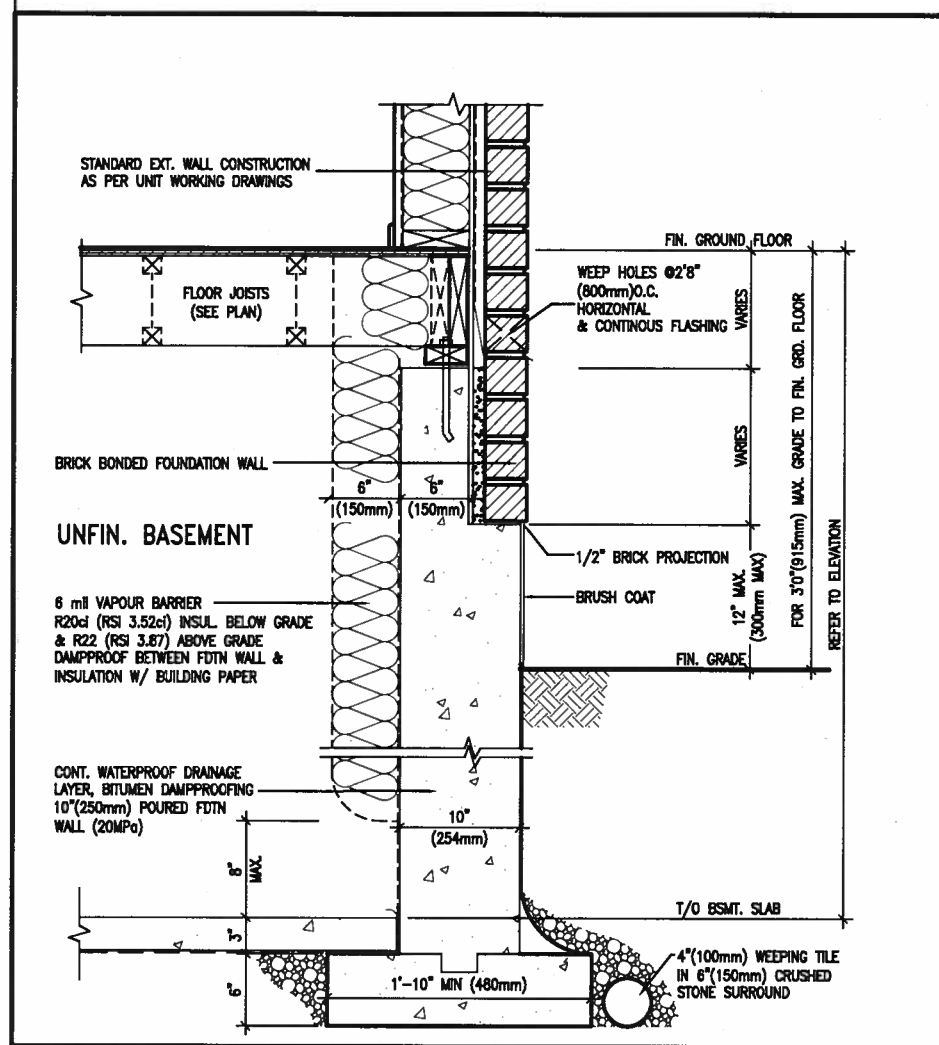 STANDARD EXT. WALL CONSTRUCTION
AS PER UNIT WORKING DRAWINGS
FIN. GROUND FLOOR
WEEP HOLES @2'8"
(800mm)O.C.
HORIZONTAL
& CONTINOUS FLASHING
FLOOR JOISTS
(SEE PLAN)
VARIES
VARIES
FOR 3'0"(915mm) MAX. GRADE TO FIN. GRD. FLOOR
REFER TO ELEVATION
BRICK BONDED FOUNDATION WALL
6"
(150mm)
6"
(150mm)
UNFIN. BASEMENT
1/2" BRICK PROJECTION
BRUSH COAT
12" MAX.
(300mm MAX)
6 mil VAPOUR BARRIER
R20ci (RSI 3.52ci) INSUL. BELOW GRADE
& R22 (RSI 3.87) ABOVE GRADE
DAMPPROOF BETWEEN FDTN WALL &
INSULATION W/ BUILDING PAPER
FIN. GRADE
CONT. WATERPROOF DRAINAGE
LAYER, BITUMEN DAMPPROOFING
10"(250mm) POURED FDTN
WALL (20MPa)
10"
(254mm)
8"
MAX.
T/O BSMT. SLAB
3"
6"
1'-10" MIN (480mm)
4"(100mm) WEEPING TILE
IN 6"(150mm) CRUSHED
STONE SURROUND